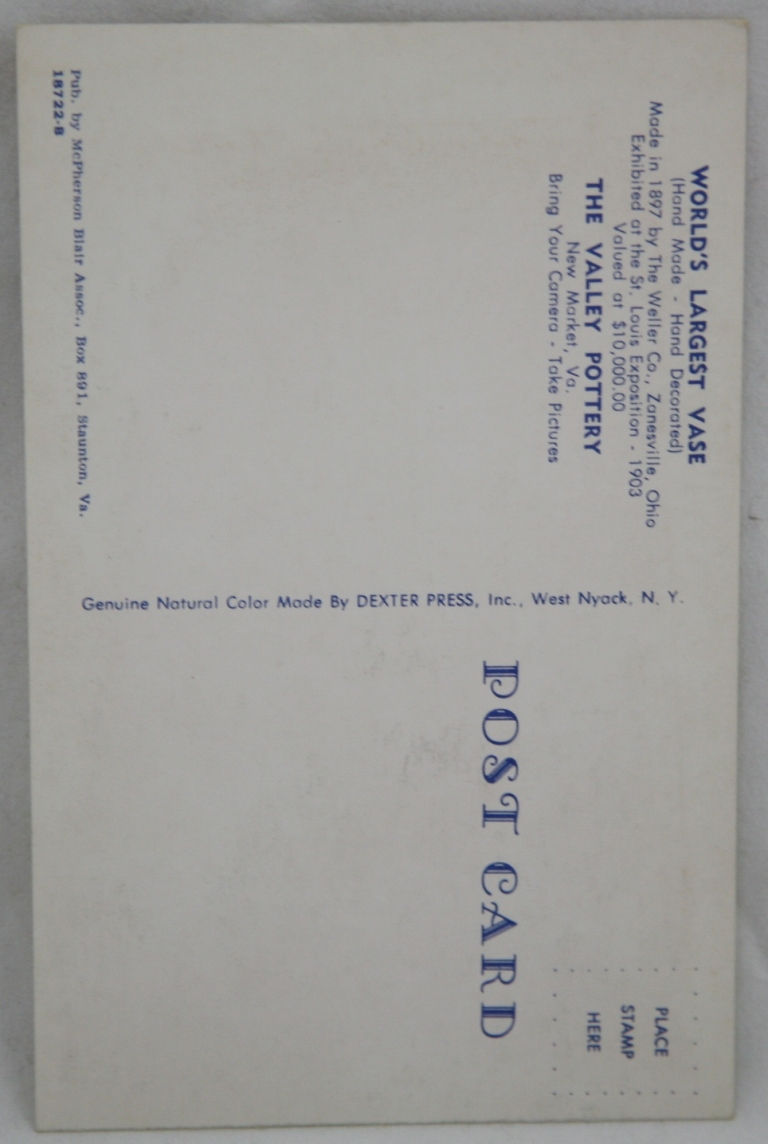 WORLD'S LARGEST VASE
(Hand Made - Hand Decorated)
Made in 1897 by The Weller Co., Zanesville, Ohio
Exhibited at the St. Louis Exposition - 1903
Valued at $10,000.00
THE VALLEY POTTERY
New Market, Va.
Bring Your Camera - Take Pictures
Pub. by McPherson Blair Assoc., Box 891, Staunton, Va.
18722-B
Genuine Natural Color Made By DEXTER PRESS, Inc., West Nyack, N. Y.
POST CARD
PLACE
STAMP
HERE